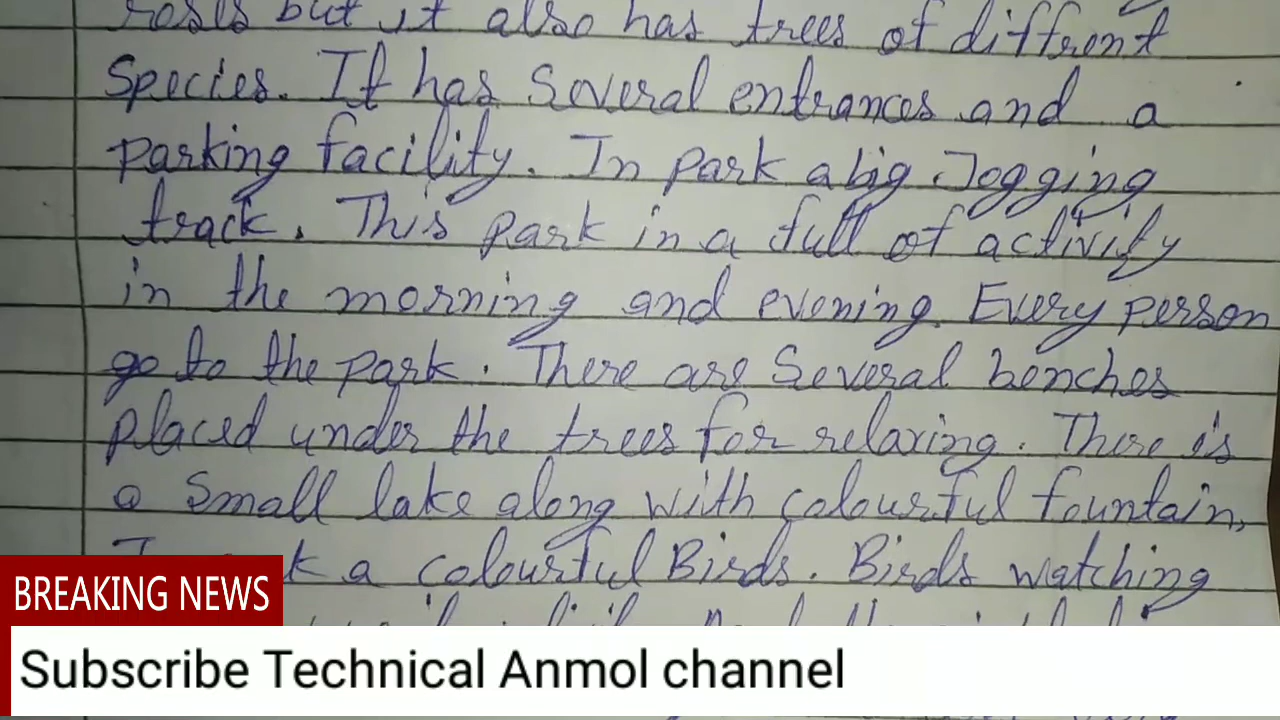 roses but it also has trees of different
Species. It has Several entrances and a
parking facility. In park a big Jogging
track. This park in a full of activity
in the morning and evening. Every person
go to the park. There are Several benches
placed under the trees for relaxing. There is
a Small lake along with colourful fountain,
a colourful Birds. Birds watching
BREAKING NEWS
Subscribe Technical Anmol channel